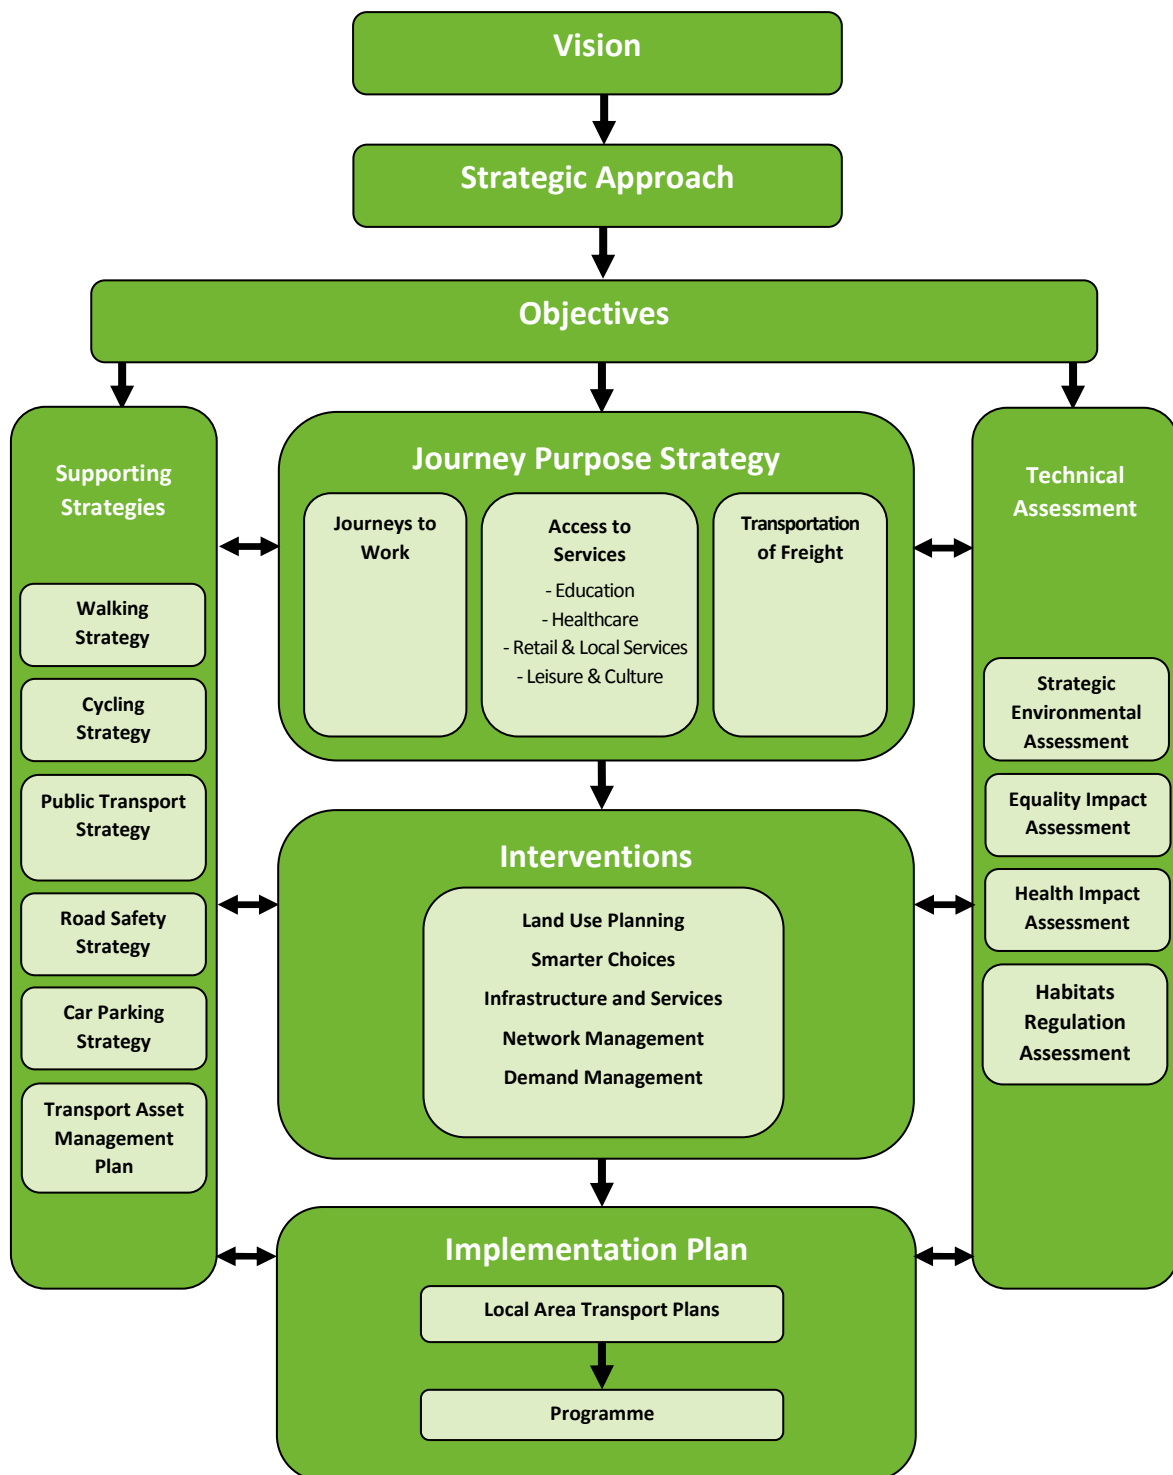 Vision
Strategic Approach
Objectives
Supporting
Strategies
Walking
Strategy
Cycling
Strategy
Public Transport
Strategy
Road Safety
Strategy
Car Parking
Strategy
Transport Asset
Management
Plan
Journey Purpose Strategy
Journeys to
Work
Access to
Services
- Education
- Healthcare
- Retail & Local Services
- Leisure & Culture
Transportation
of Freight
Interventions
Land Use Planning
Smarter Choices
Infrastructure and Services
Network Management
Demand Management
Implementation Plan
Local Area Transport Plans
Programme
Technical
Assessment
Strategic
Environmental
Assessment
Equality Impact
Assessment
Health Impact
Assessment
Habitats
Regulation
Assessment